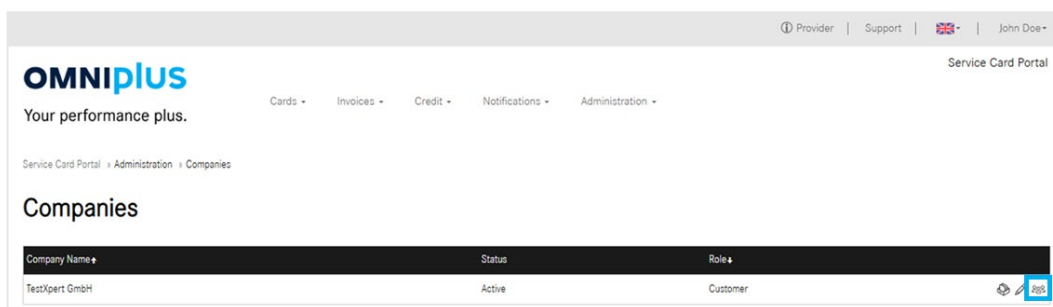 Provider | Support | | John Doe
Service Card Portal
OMNIplus
Your performance plus.
Cards Invoices Credit Notifications Administration
Service Card Portal » Administration » Companies
Companies
Company Name Status Role
TestXpert GmbH Active Customer